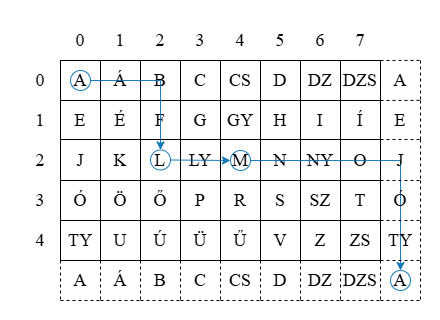 0 1 2 3 4 5 6 7
0 A Á B C CS D DZ DZS A
1 E É F G GY H I Í E
2 J K L LY M N NY O J
3 Ó Ö Ő P R S SZ T Ó
4 TY U Ú Ü Ű V Z ZS TY
A Á B C CS D DZ DZS A